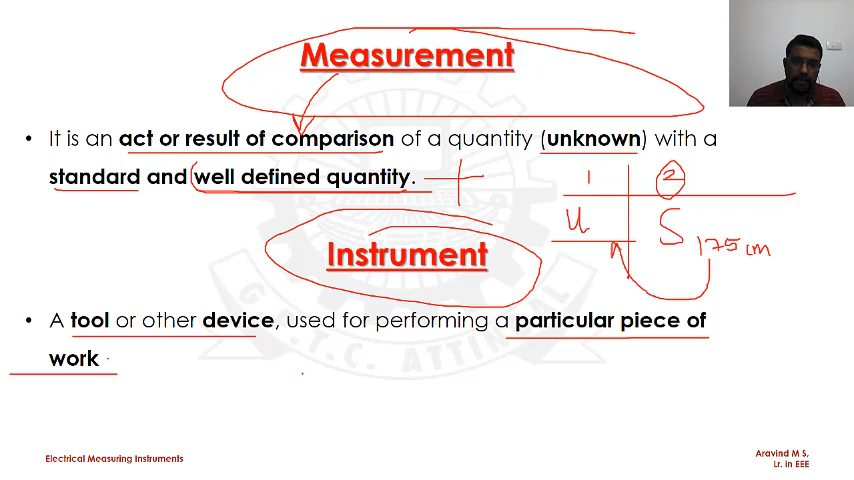 Measurement
• It is an act or result of comparison of a quantity (unknown) with a
standard and well defined quantity.
1 2
u S
175 cm
Instrument
• A tool or other device, used for performing a particular piece of
work
Electrical Measuring Instruments
Aravind M S,
Lr. in EEE